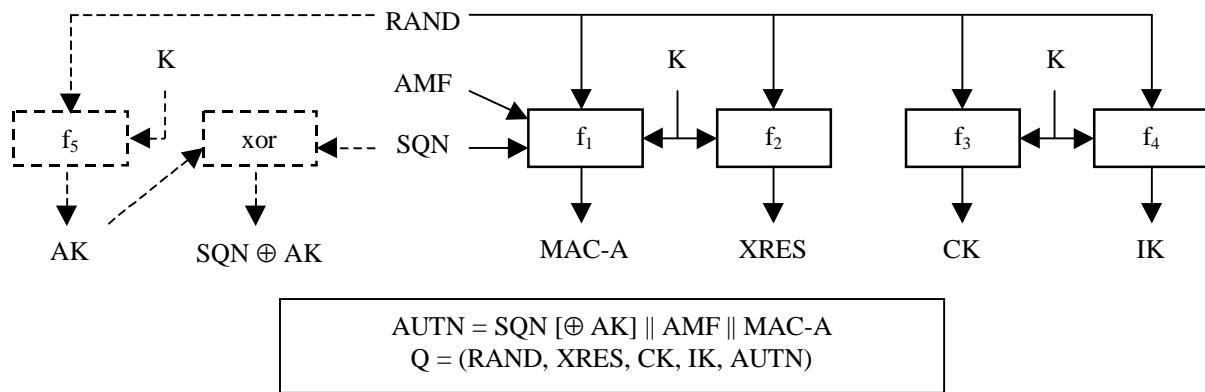 RAND
K
K
AMF
f5
xor
SQN
f1
f2
f3
f4
AK
SQN ⊕ AK
MAC-A
XRES
CK
IK
AUTN = SQN [⊕ AK] || AMF || MAC-A
Q = (RAND, XRES, CK, IK, AUTN)